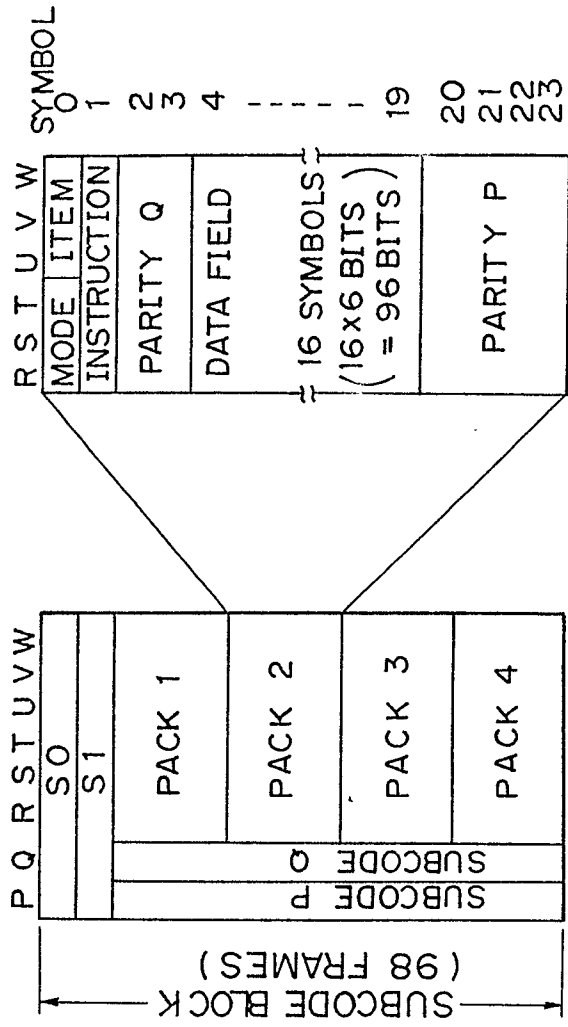 P Q R S T U V W
S0
S1
PACK 1
PACK 2
PACK 3
PACK 4
SUBCODE P
SUBCODE Q
SUBCODE BLOCK
(98 FRAMES)
R S T U V W
SYMBOL
MODE ITEM 0
INSTRUCTION 1
PARITY Q 2
3
DATA FIELD 4
- - - - - -
16 SYMBOLS
(16×6 BITS
= 96 BITS) 19
20
PARITY P 21
22
23